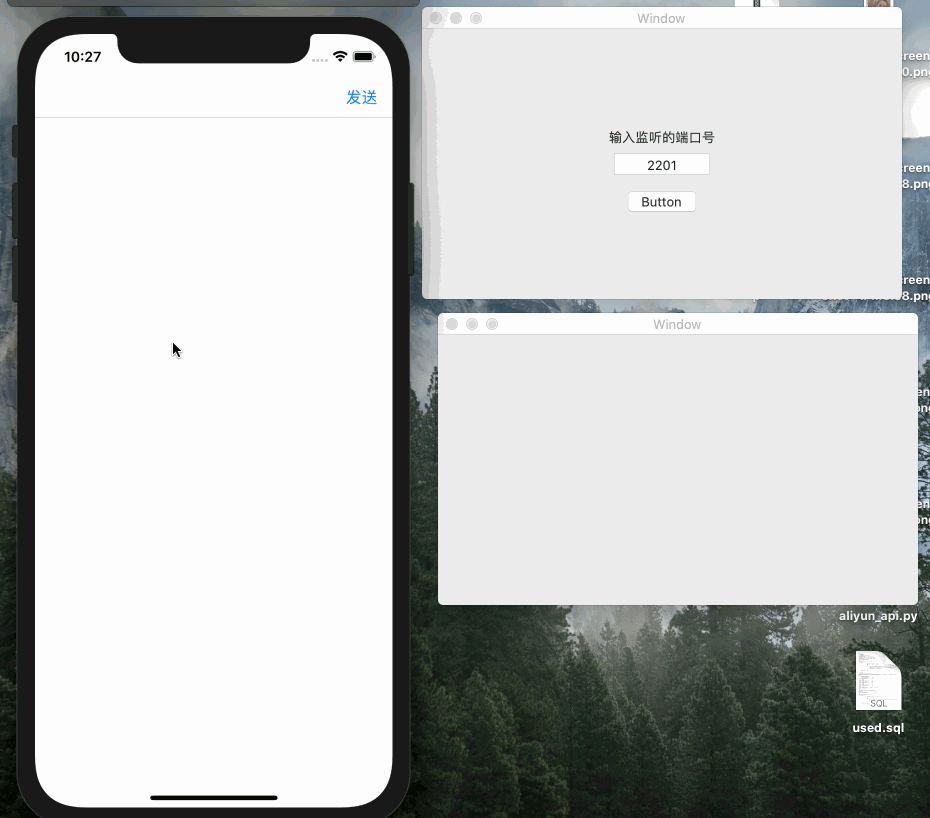 10:27
发送
Window
输入监听的端口号
2201
Button
Window
reen
0.png
reen
8.png
reen
8.png
aliyun_api.py
SQL
used.sql